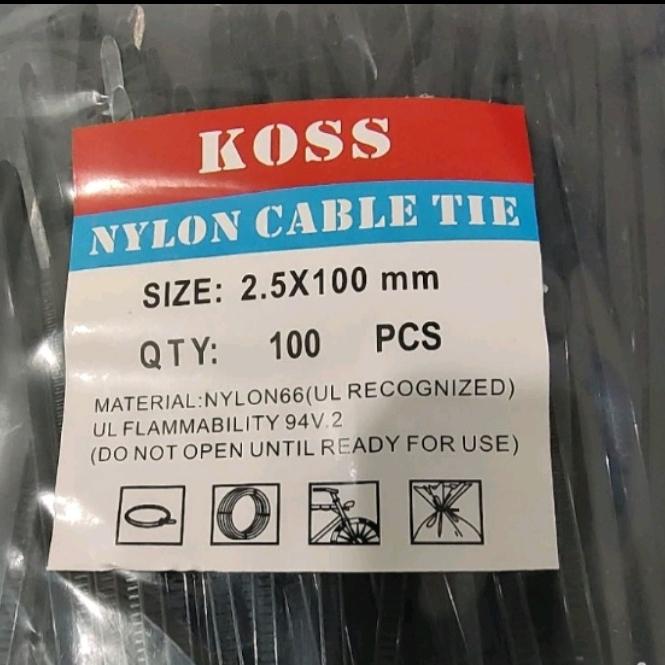 KOSS
NYLON CABLE TIE
SIZE: 2.5X100 mm
QTY: 100 PCS
MATERIAL:NYLON66(UL RECOGNIZED)
UL FLAMMABILITY 94V.2
(DO NOT OPEN UNTIL READY FOR USE)